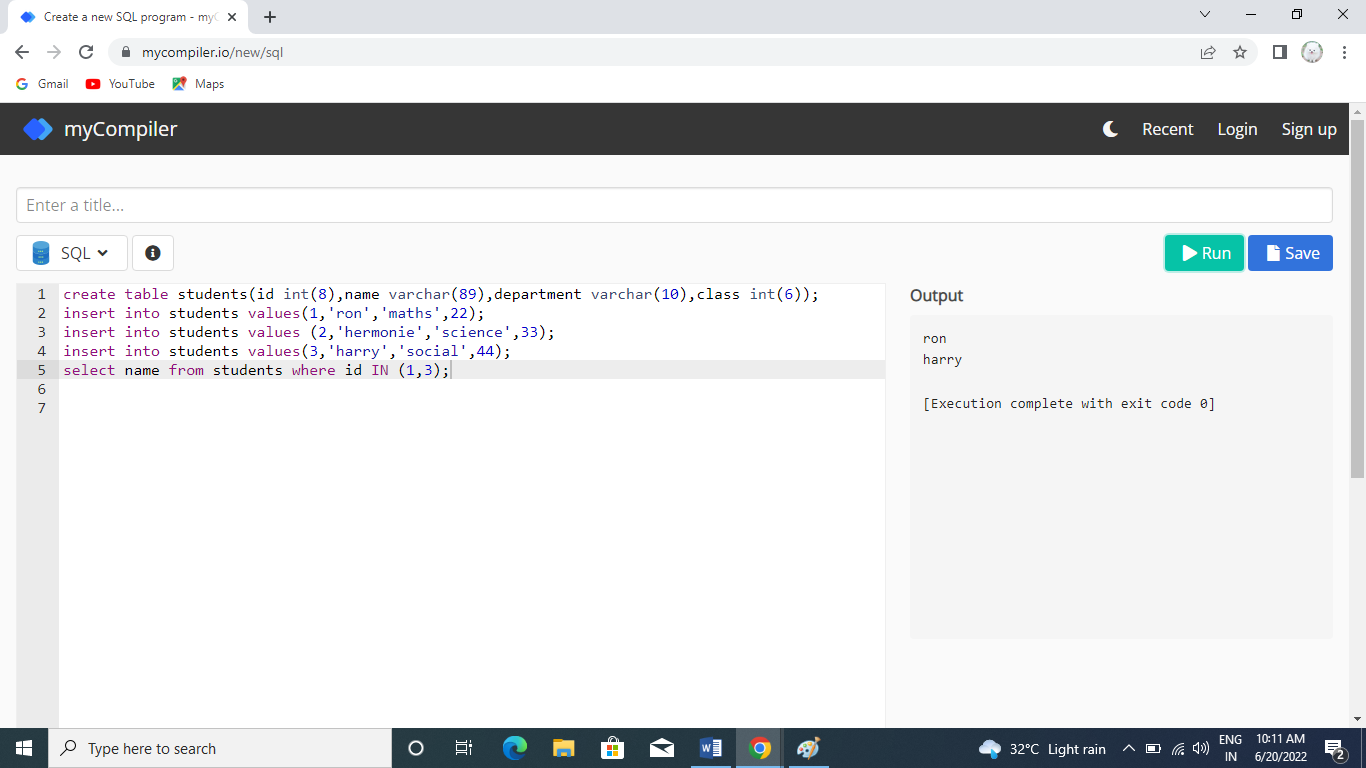 Create a new SQL program - my
mycompiler.io/new/sql
Gmail YouTube Maps
myCompiler Recent Login Sign up
Enter a title...
SQL Run Save
1 create table students(id int(8),name varchar(89),department varchar(10),class int(6));
2 insert into students values(1,'ron','maths',22);
3 insert into students values (2,'hermonie','science',33);
4 insert into students values(3,'harry','social',44);
5 select name from students where id IN (1,3);
6
7
Output
ron
harry
[Execution complete with exit code 0]
Type here to search
32°C Light rain
ENG
IN
10:11 AM
6/20/2022
2